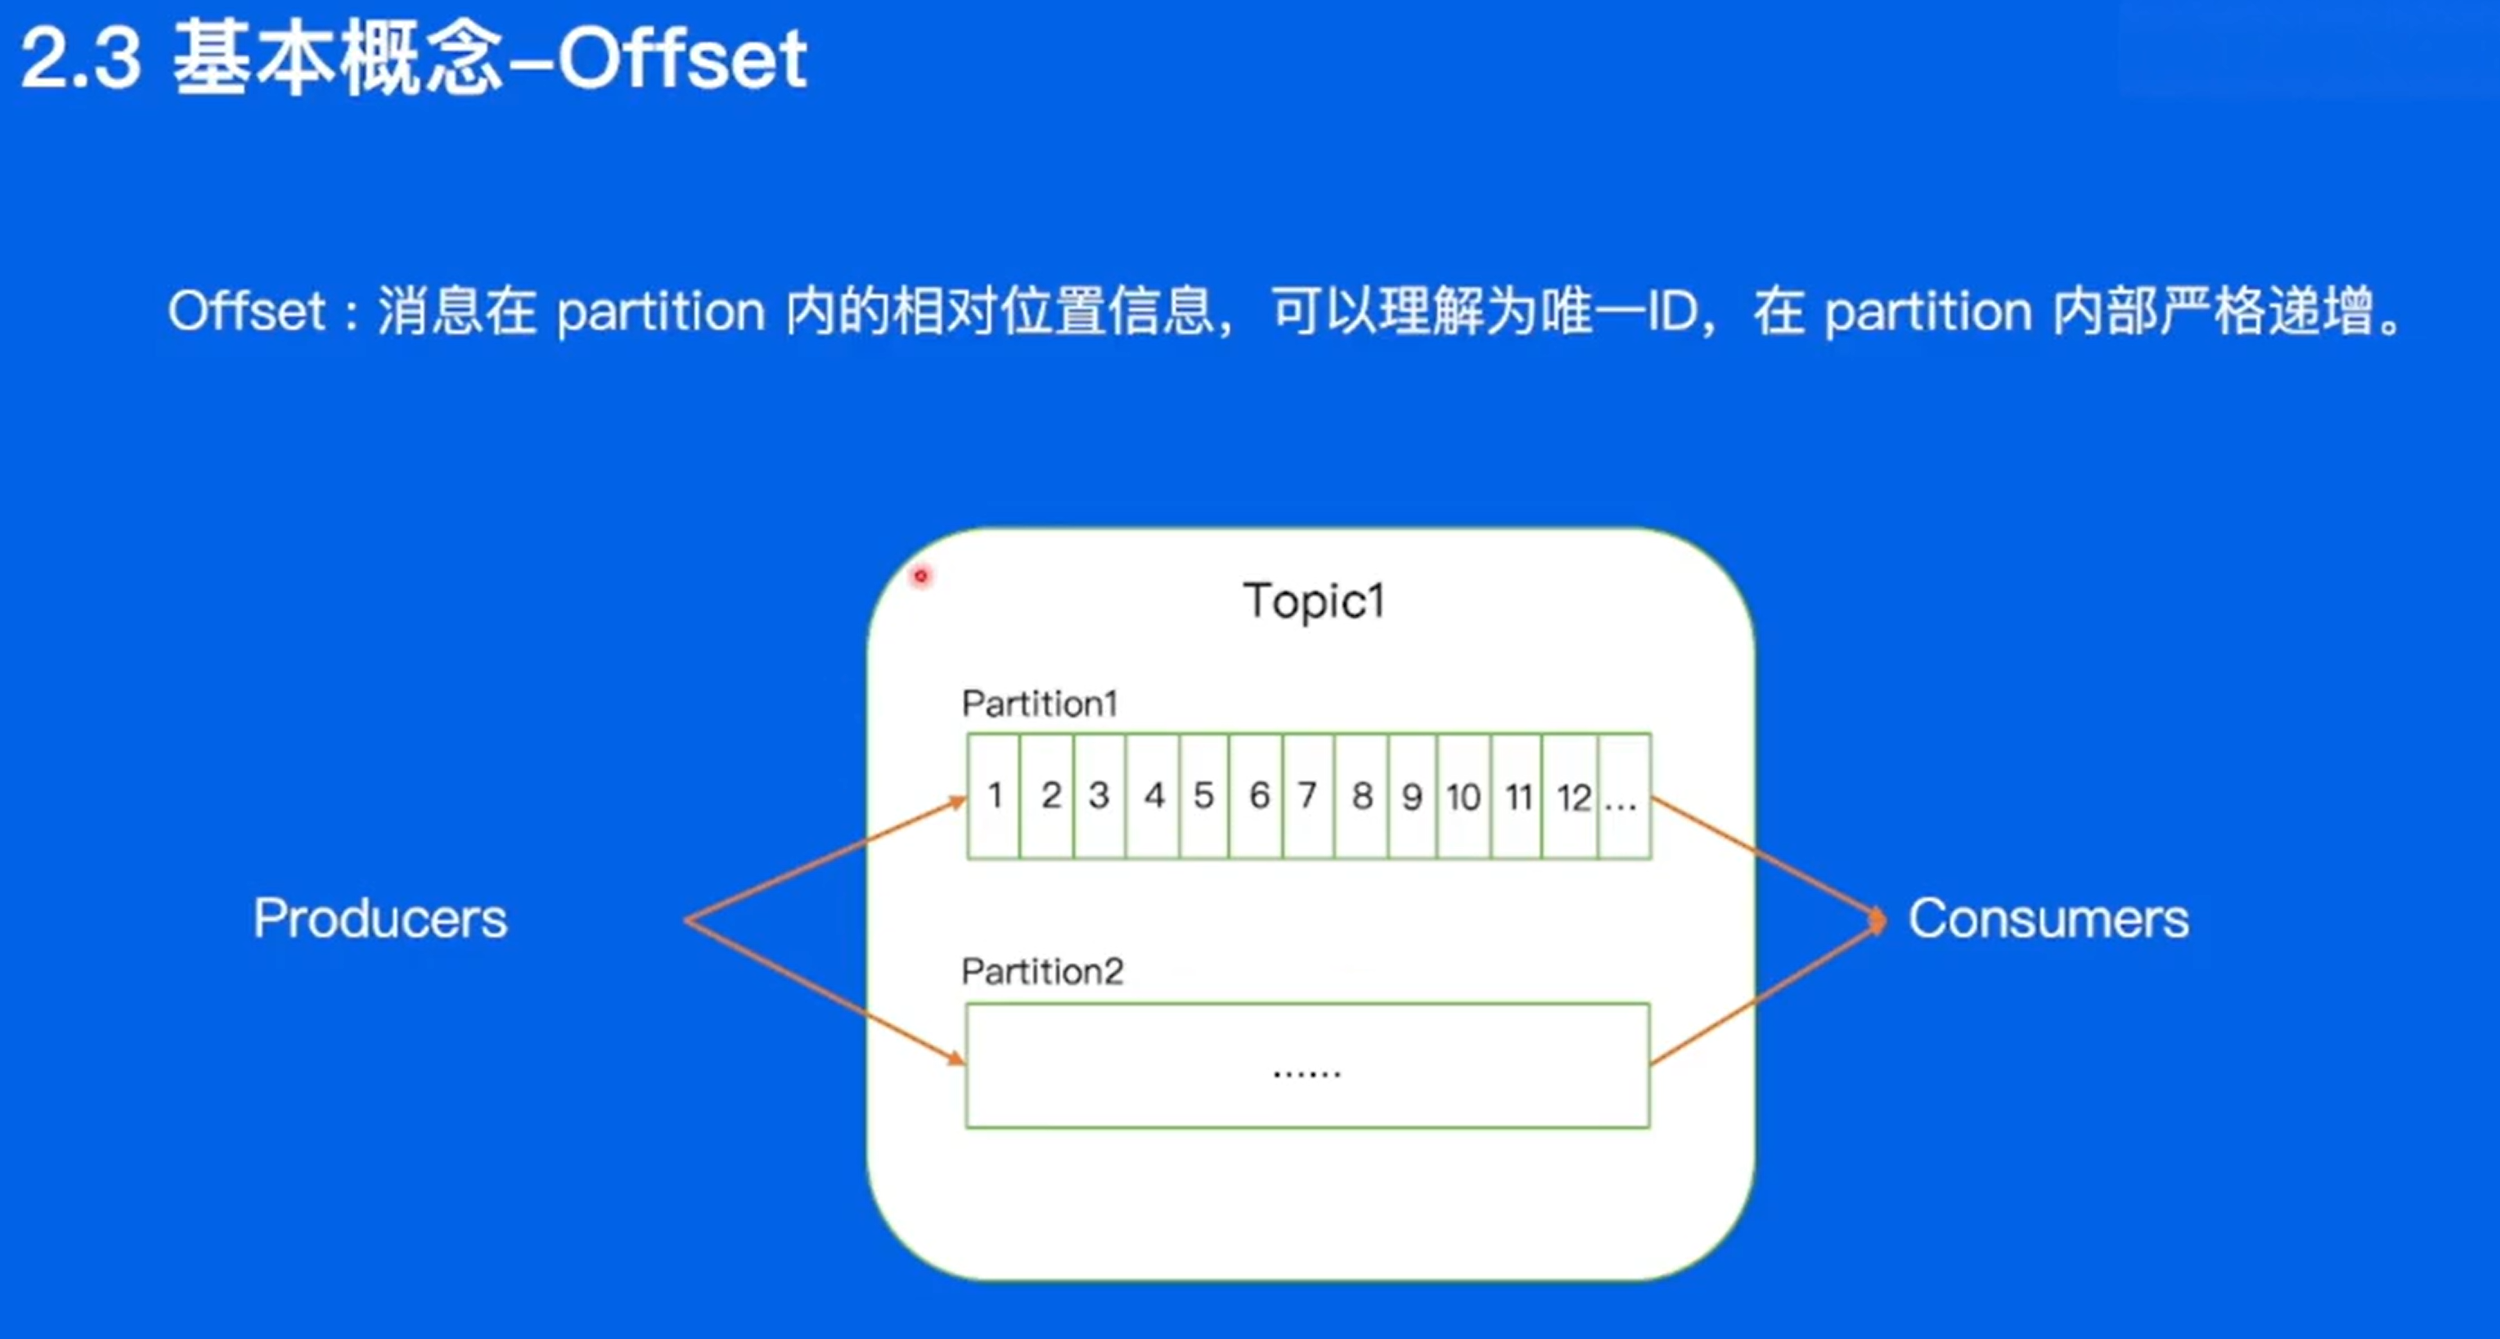 2.3 基本概念-Offset
Offset：消息在 partition 内的相对位置信息，可以理解为唯一ID，在 partition 内部严格递增。
Topic1
Partition1
1 2 3 4 5 6 7 8 9 10 11 12 ...
Producers
Consumers
Partition2
......